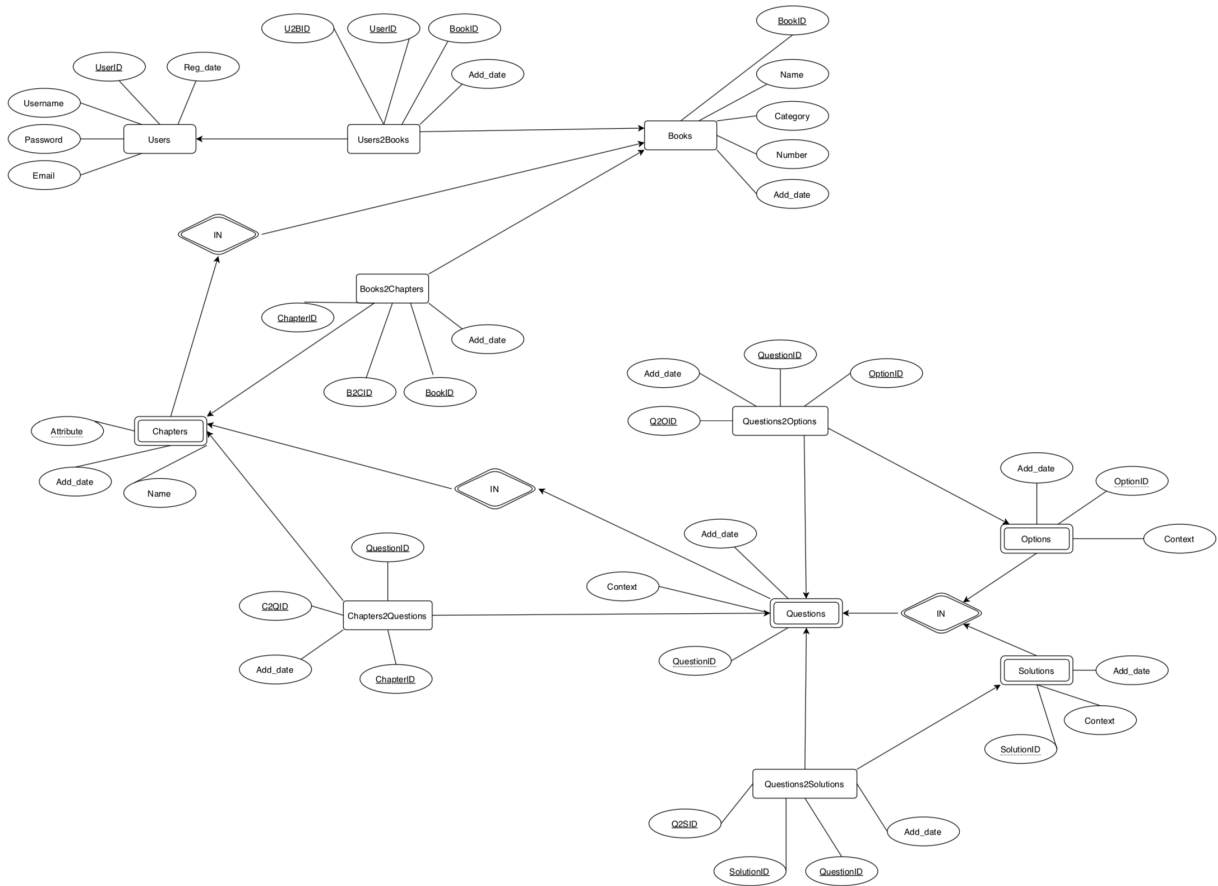 BookID
U2BID
UserID
BookID
UserID
Reg_date
Add_date
Name
Username
Category
Users
Users2Books
Books
Password
Number
Email
Add_date
IN
Books2Chapters
ChapterID
Add_date
QuestionID
Add_date
OptionID
B2CID
BookID
Q2OID
Questions2Options
Attribute
Chapters
Add_date
OptionID
Add_date
Name
IN
Add_date
Options
Context
QuestionID
Context
C2QID
Chapters2Questions
Questions
IN
QuestionID
Add_date
ChapterID
Solutions
Add_date
Context
SolutionID
Questions2Solutions
Q2SID
Add_date
SolutionID
QuestionID